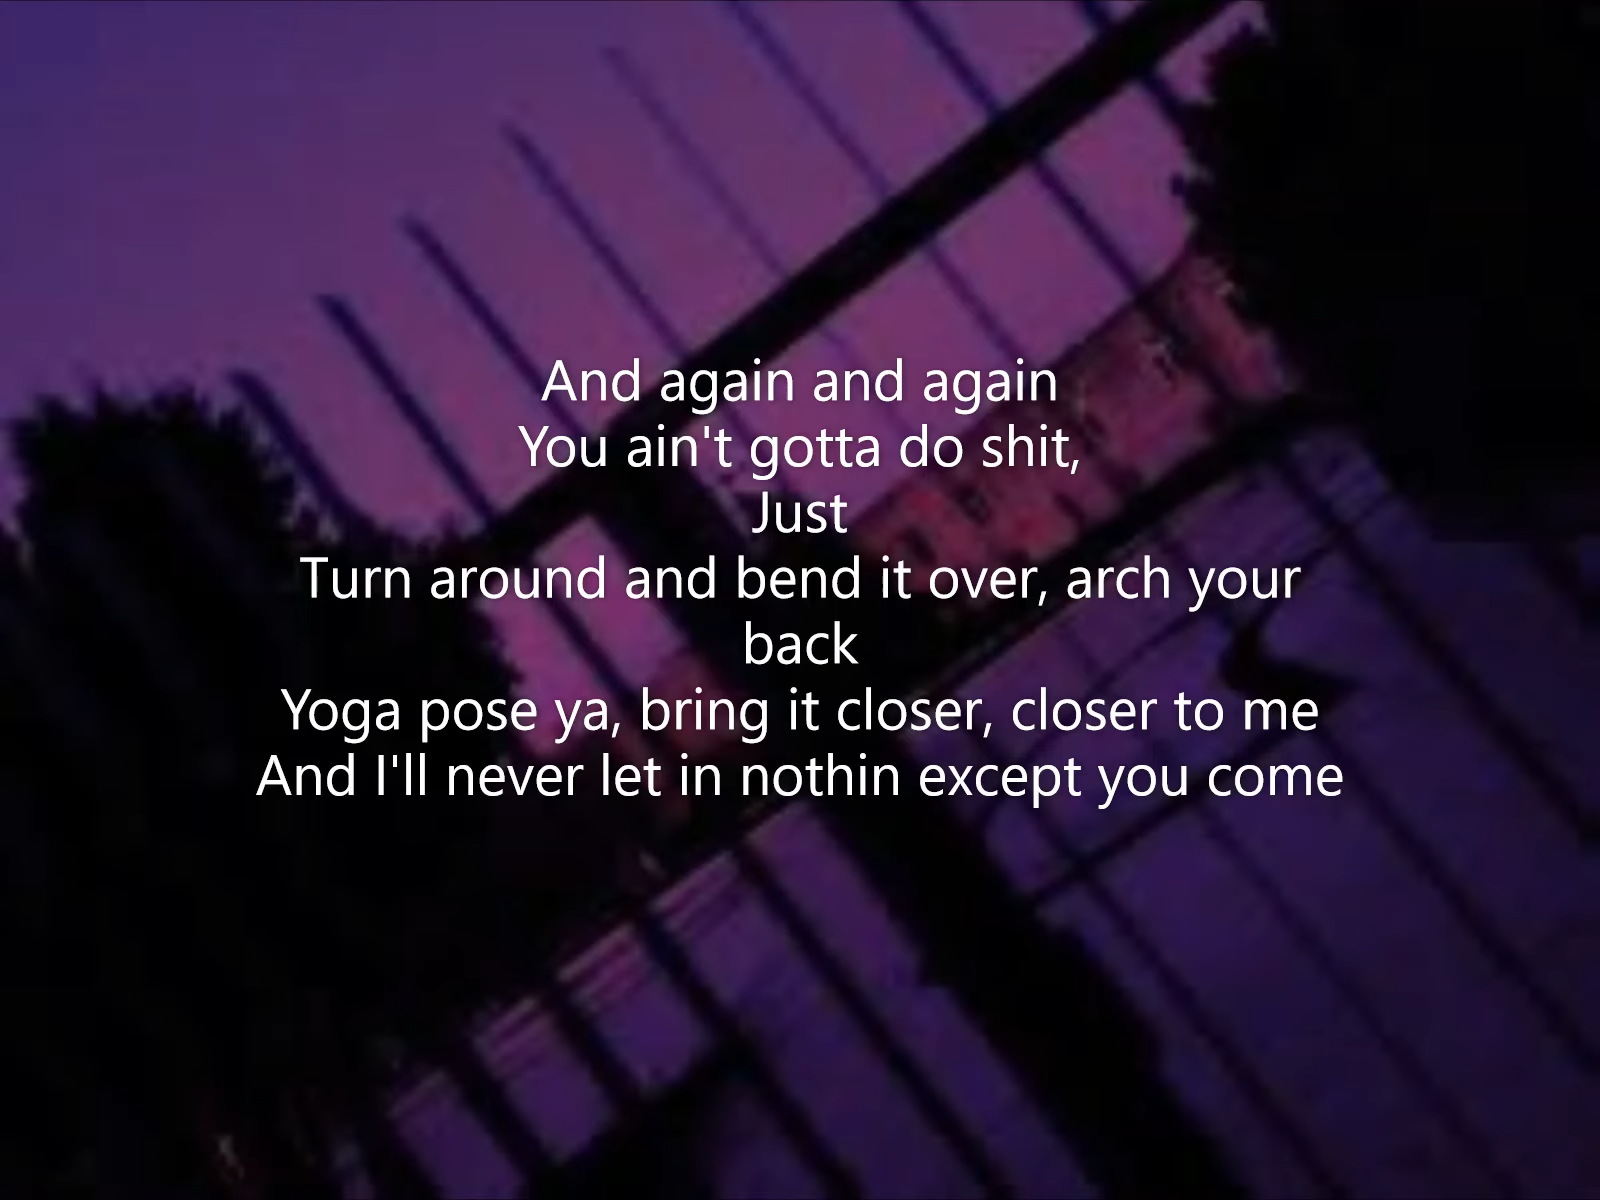 And again and again
You ain't gotta do shit,
Just
Turn around and bend it over, arch your
back
Yoga pose ya, bring it closer, closer to me
And I'll never let in nothin except you come